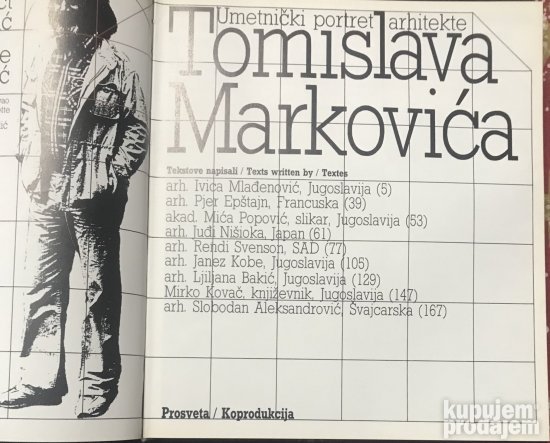 Umetnički portret arhitekte
Tomislava
Markovića
Tekstove napisali / Texts written by / Textes
arh. Ivica Mlađenović, Jugoslavija (5)
arh. Pjer Epštajn, Francuska (39)
akad. Mića Popović, slikar, Jugoslavija (53)
arh. Juđi Nišioka, Japan (61)
arh. Rendi Svenson, SAD (77)
arh. Janez Kobe, Jugoslavija (105)
arh. Ljiljana Bakić, Jugoslavija (129)
Mirko Kovač, književnik, Jugoslavija (147)
arh. Slobodan Aleksandrović, Švajcarska (167)
Prosveta / Koprodukcija
kupujem
prodajem